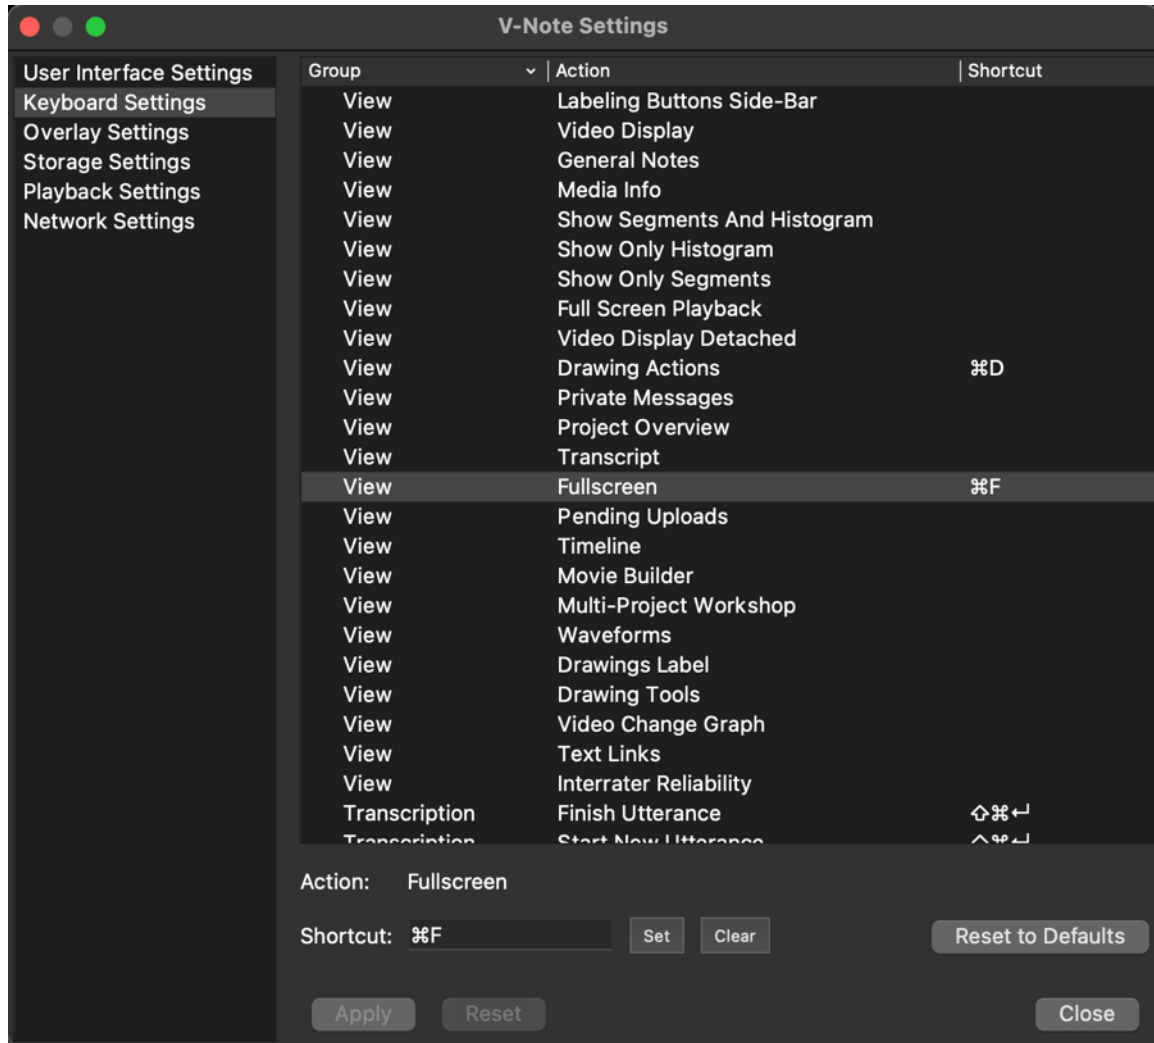 V-Note Settings
User Interface Settings
Keyboard Settings
Overlay Settings
Storage Settings
Playback Settings
Network Settings
Group Action Shortcut
View Labeling Buttons Side-Bar
View Video Display
View General Notes
View Media Info
View Show Segments And Histogram
View Show Only Histogram
View Show Only Segments
View Full Screen Playback
View Video Display Detached
View Drawing Actions ⌘D
View Private Messages
View Project Overview
View Transcript
View Fullscreen ⌘F
View Pending Uploads
View Timeline
View Movie Builder
View Multi-Project Workshop
View Waveforms
View Drawings Label
View Drawing Tools
View Video Change Graph
View Text Links
View Interrater Reliability
Transcription Finish Utterance ⇧⌘↵
Transcription Start New Utterance ⇧⌘↵
Action: Fullscreen
Shortcut: ⌘F Set Clear Reset to Defaults
Apply Reset Close